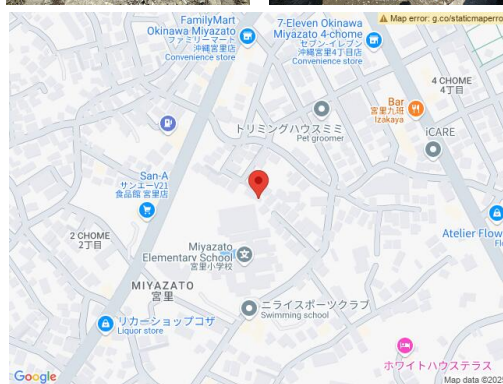 Map error: g.co/staticmaperro
FamilyMart
Okinawa Miyazato
ファミリーマート
沖縄宮里店
Convenience store
7-Eleven Okinawa
Miyazato 4-chome
セブン-イレブン
沖縄宮里4丁目店
Convenience store
4 CHOME
4丁目
Bar
宮里九班
Izakaya
トリミングハウスミミ
Pet groomer
iCARE
San-A
サンエーV21
食品館 宮里店
Atelier Flow
Flo
2 CHOME
2丁目
Miyazato
Elementary School
宮里小学校
MIYAZATO
宮里
ニライスポーツクラブ
Swimming school
リカーショップコザ
Liquor store
ホワイトハウステラス
Google
Map data ©202